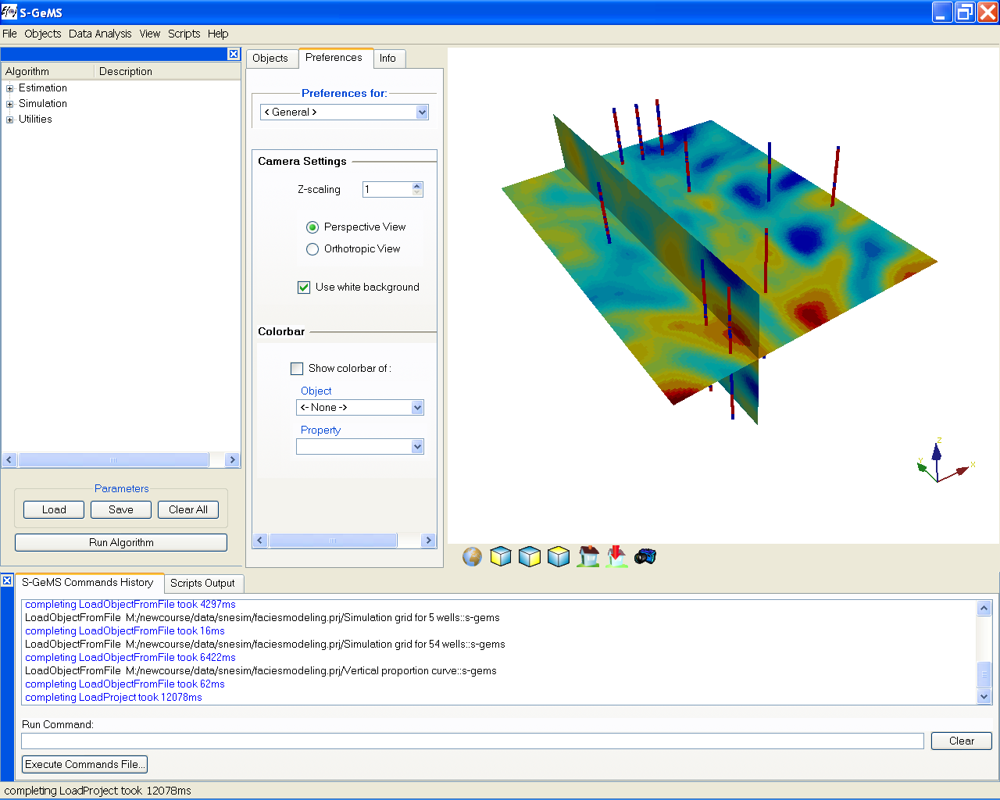 S-GeMS
File Objects Data Analysis View Scripts Help
Algorithm Description
Estimation
Simulation
Utilities
Parameters
Load Save Clear All
Run Algorithm
Objects Preferences Info
Preferences for:
< General >
Camera Settings
Z-scaling 1
Perspective View
Orthotropic View
Use white background
Colorbar
Show colorbar of :
Object
<- None ->
Property
Z
Y
X
S-GeMS Commands History Scripts Output
completing LoadObjectFromFile took 4297ms
LoadObjectFromFile M:/newcourse/data/snesim/faciesmodeling.prj/Simulation grid for 5 wells::s-gems
completing LoadObjectFromFile took 16ms
LoadObjectFromFile M:/newcourse/data/snesim/faciesmodeling.prj/Simulation grid for 54 wells::s-gems
completing LoadObjectFromFile took 6422ms
LoadObjectFromFile M:/newcourse/data/snesim/faciesmodeling.prj/Vertical proportion curve::s-gems
completing LoadObjectFromFile took 62ms
completing LoadProject took 12078ms
Run Command:
Clear
Execute Commands File...
completing LoadProject took 12078ms